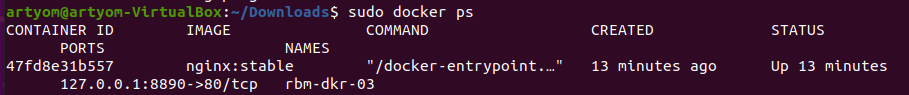 artyom@artyom-VirtualBox:~/Downloads$ sudo docker ps
CONTAINER ID IMAGE COMMAND CREATED STATUS
PORTS NAMES
47fd8e31b557 nginx:stable "/docker-entrypoint.…" 13 minutes ago Up 13 minutes
127.0.0.1:8890->80/tcp rbm-dkr-03